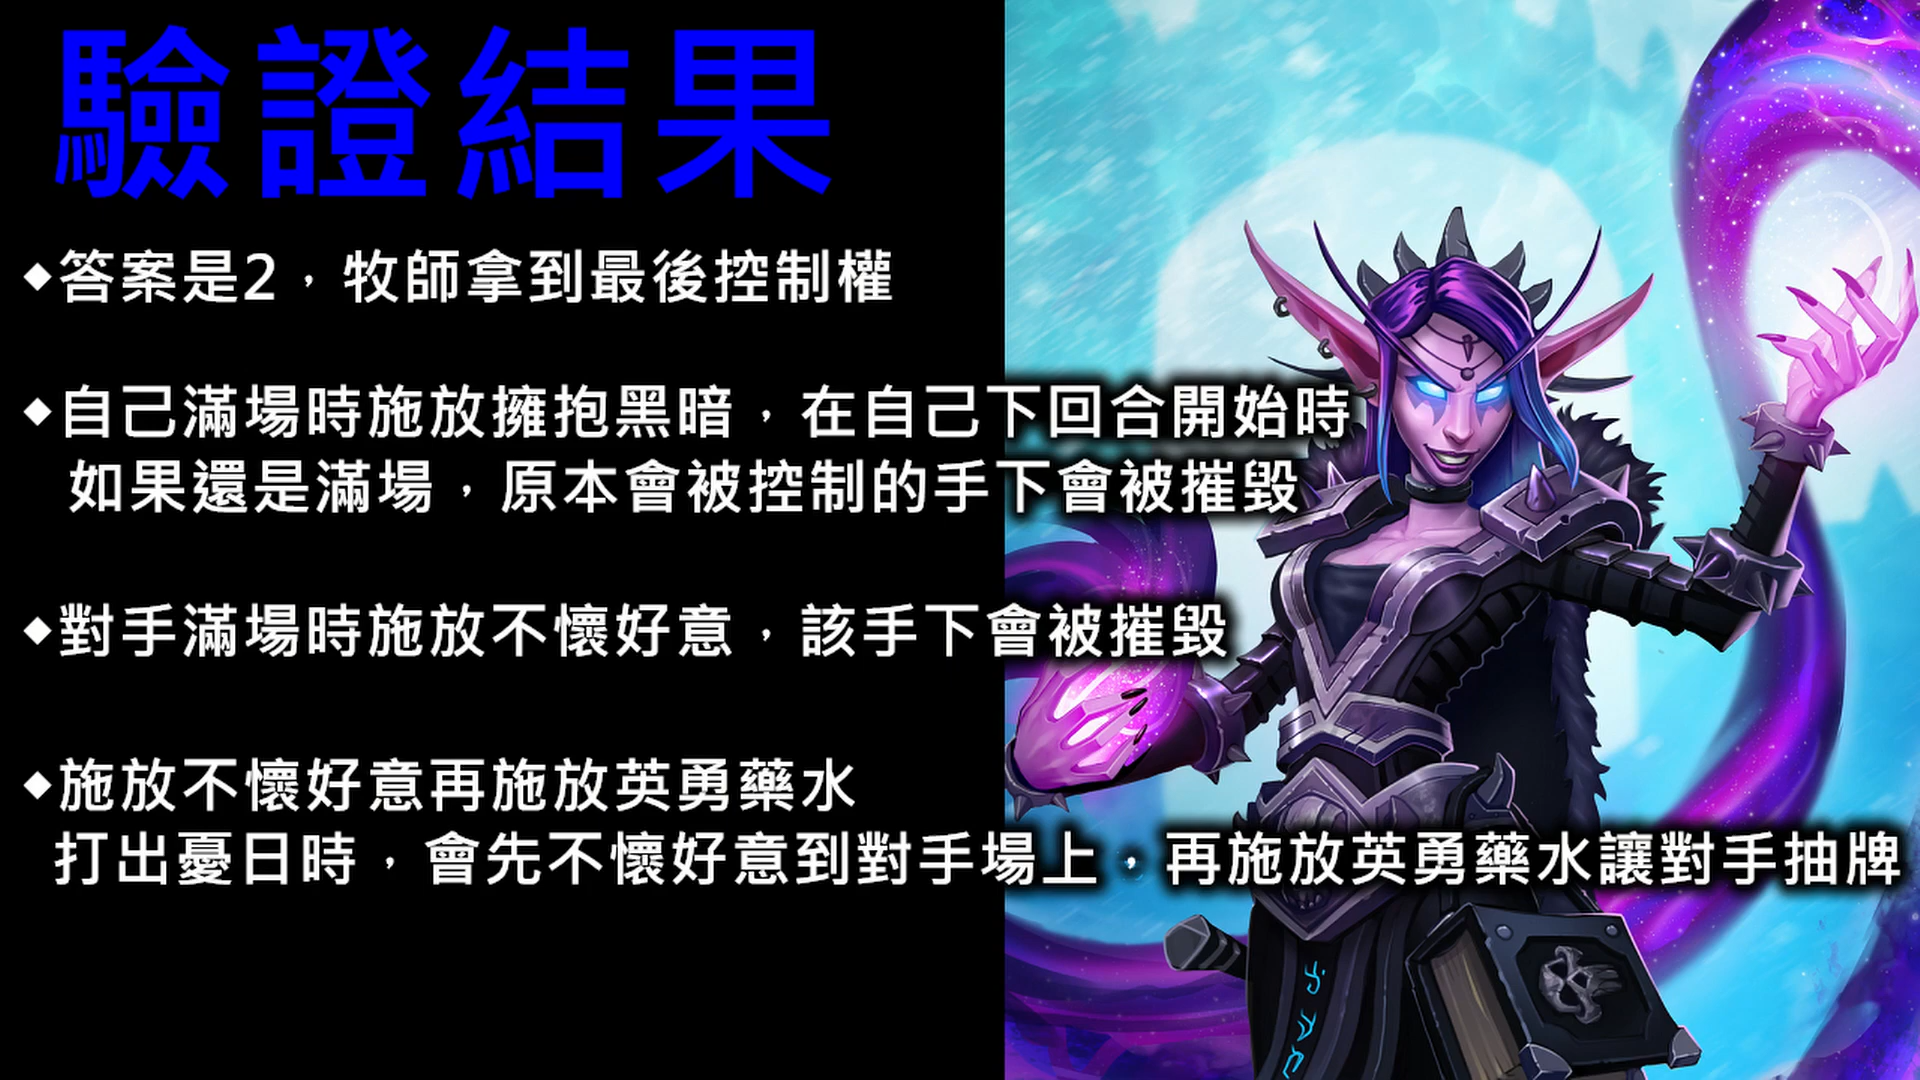 驗證結果
◆答案是2，牧師拿到最後控制權
◆自己滿場時施放擁抱黑暗，在自己下回合開始時
如果還是滿場，原本會被控制的手下會被摧毀
◆對手滿場時施放不懷好意，該手下會被摧毀
◆施放不懷好意再施放英勇藥水
打出憂日時，會先不懷好意到對手場上，再施放英勇藥水讓對手抽牌